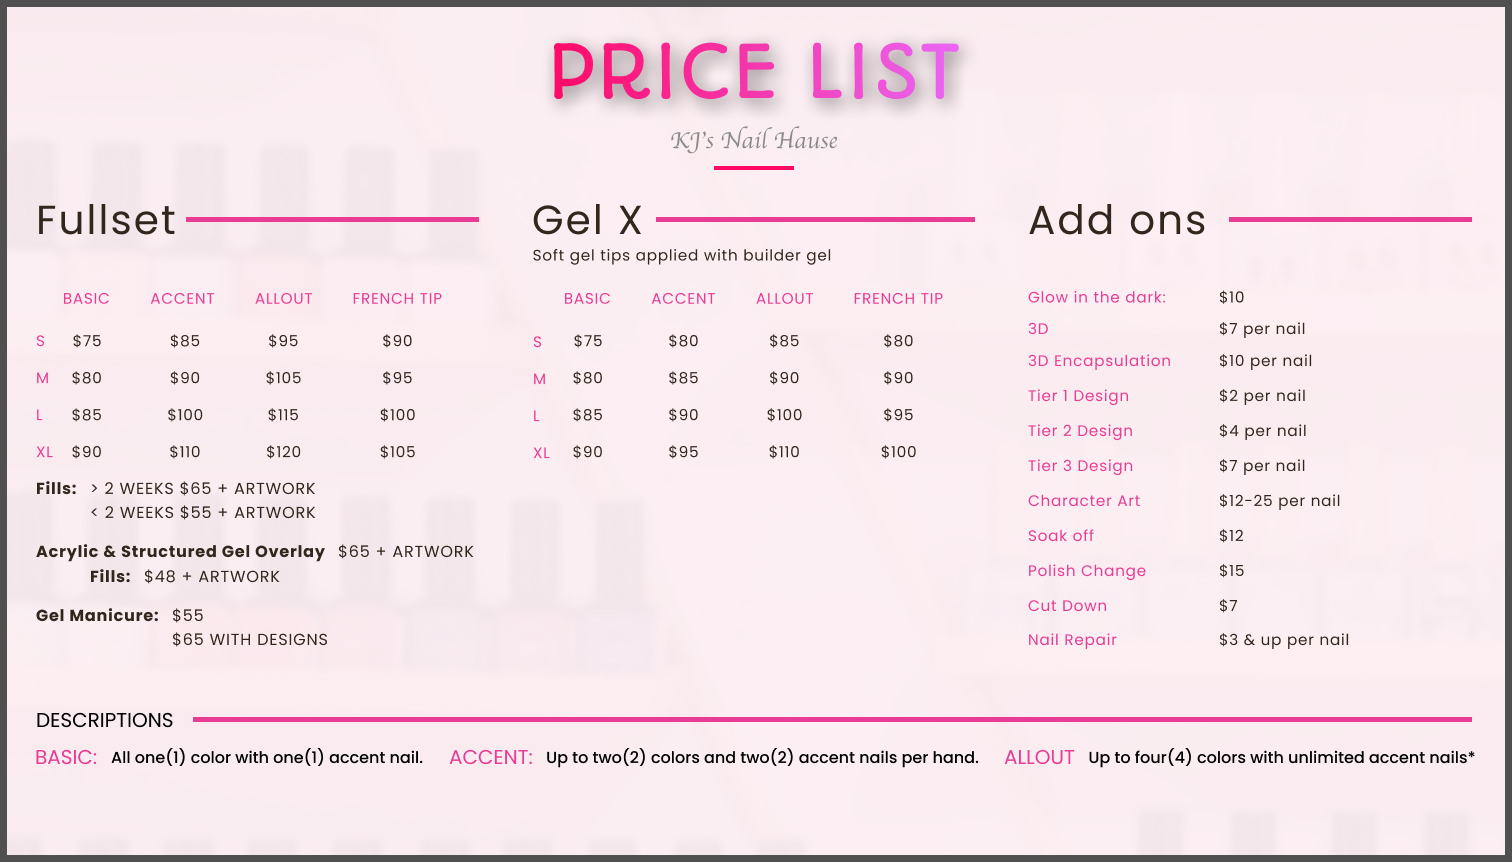 PRICE LIST
KJ's Nail Hause
Fullset
BASIC ACCENT ALLOUT FRENCH TIP
S $75 $85 $95 $90
M $80 $90 $105 $95
L $85 $100 $115 $100
XL $90 $110 $120 $105
Fills: > 2 WEEKS $65 + ARTWORK
< 2 WEEKS $55 + ARTWORK
Acrylic & Structured Gel Overlay $65 + ARTWORK
Fills: $48 + ARTWORK
Gel Manicure: $55
$65 WITH DESIGNS
Gel X
Soft gel tips applied with builder gel
BASIC ACCENT ALLOUT FRENCH TIP
S $75 $80 $85 $80
M $80 $85 $90 $90
L $85 $90 $100 $95
XL $90 $95 $110 $100
Add ons
Glow in the dark: $10
3D $7 per nail
3D Encapsulation $10 per nail
Tier 1 Design $2 per nail
Tier 2 Design $4 per nail
Tier 3 Design $7 per nail
Character Art $12-25 per nail
Soak off $12
Polish Change $15
Cut Down $7
Nail Repair $3 & up per nail
DESCRIPTIONS
BASIC: All one(1) color with one(1) accent nail. ACCENT: Up to two(2) colors and two(2) accent nails per hand. ALLOUT Up to four(4) colors with unlimited accent nails*